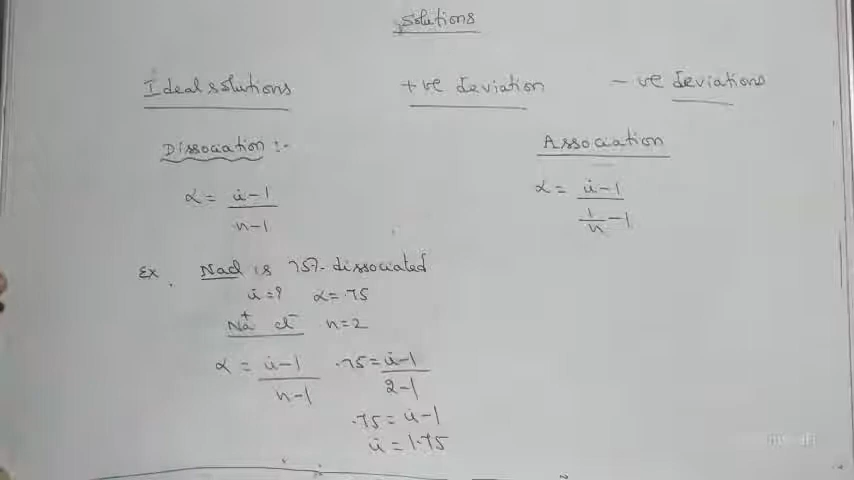 Solutions
Ideal solutions +ve deviation - ve deviations
Dissociation :- Association
α = i-1/n-1 α = i-1/(1/n - 1)
Ex. NaCl is 75% dissociated
i = ? α = .75
Na+ Cl- n = 2
α = i-1/n-1 .75 = i-1/2-1
.75 = i-1
i = 1.75